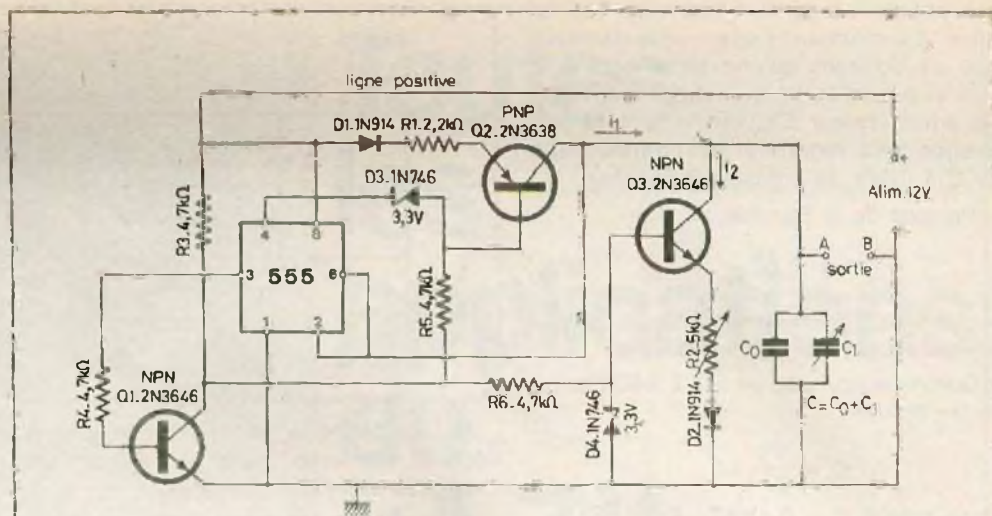 ligne positive
D1.1N914 R1.2,2kΩ
PNP
Q2.2N3638
i1
NPN
Q3.2N3646
i2
D3.1N746
3,3V
R3.4,7kΩ
Alim.12V
+
-
4 8
3 555 6
1 2
A B
sortie
R5.4,7kΩ
R4.4,7kΩ
NPN
Q1.2N3646
R6.4,7kΩ
D4.1N746
3,3V
R2.5kΩ
D2.1N914
C0 C1
C=C0+C1